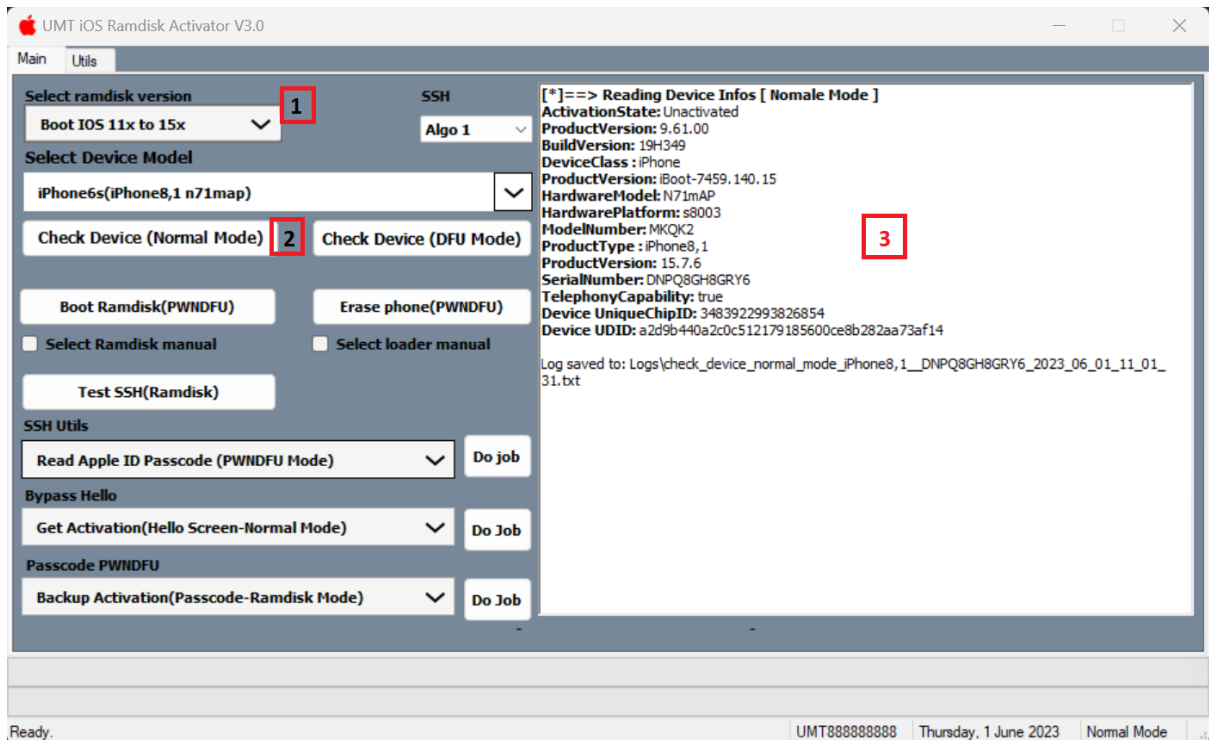 UMT iOS Ramdisk Activator V3.0
Main Utils
Select ramdisk version
1
SSH
Boot IOS 11x to 15x
Algo 1
Select Device Model
iPhone6s(iPhone8,1 n71map)
Check Device (Normal Mode)
2
Check Device (DFU Mode)
Boot Ramdisk(PWNDFU)
Erase phone(PWNDFU)
Select Ramdisk manual
Select loader manual
Test SSH(Ramdisk)
SSH Utils
Read Apple ID Passcode (PWNDFU Mode)
Do job
Bypass Hello
Get Activation(Hello Screen-Normal Mode)
Do Job
Passcode PWNDFU
Backup Activation(Passcode-Ramdisk Mode)
Do Job
[*]==> Reading Device Infos [ Nomale Mode ]
ActivationState: Unactivated
ProductVersion: 9.61.00
BuildVersion: 19H349
DeviceClass : iPhone
ProductVersion: iBoot-7459.140.15
HardwareModel: N71mAP
HardwarePlatform: s8003
ModelNumber: MKQK2
ProductType : iPhone8,1
ProductVersion: 15.7.6
SerialNumber: DNPQ8GH8GRY6
TelephonyCapability: true
Device UniqueChipID: 3483922993826854
Device UDID: a2d9b440a2c0c512179185600ce8b282aa73af14
3
Log saved to: Logs\check_device_normal_mode_iPhone8,1__DNPQ8GH8GRY6_2023_06_01_11_01_
31.txt
- -
Ready.
UMT888888888
Thursday, 1 June 2023
Normal Mode